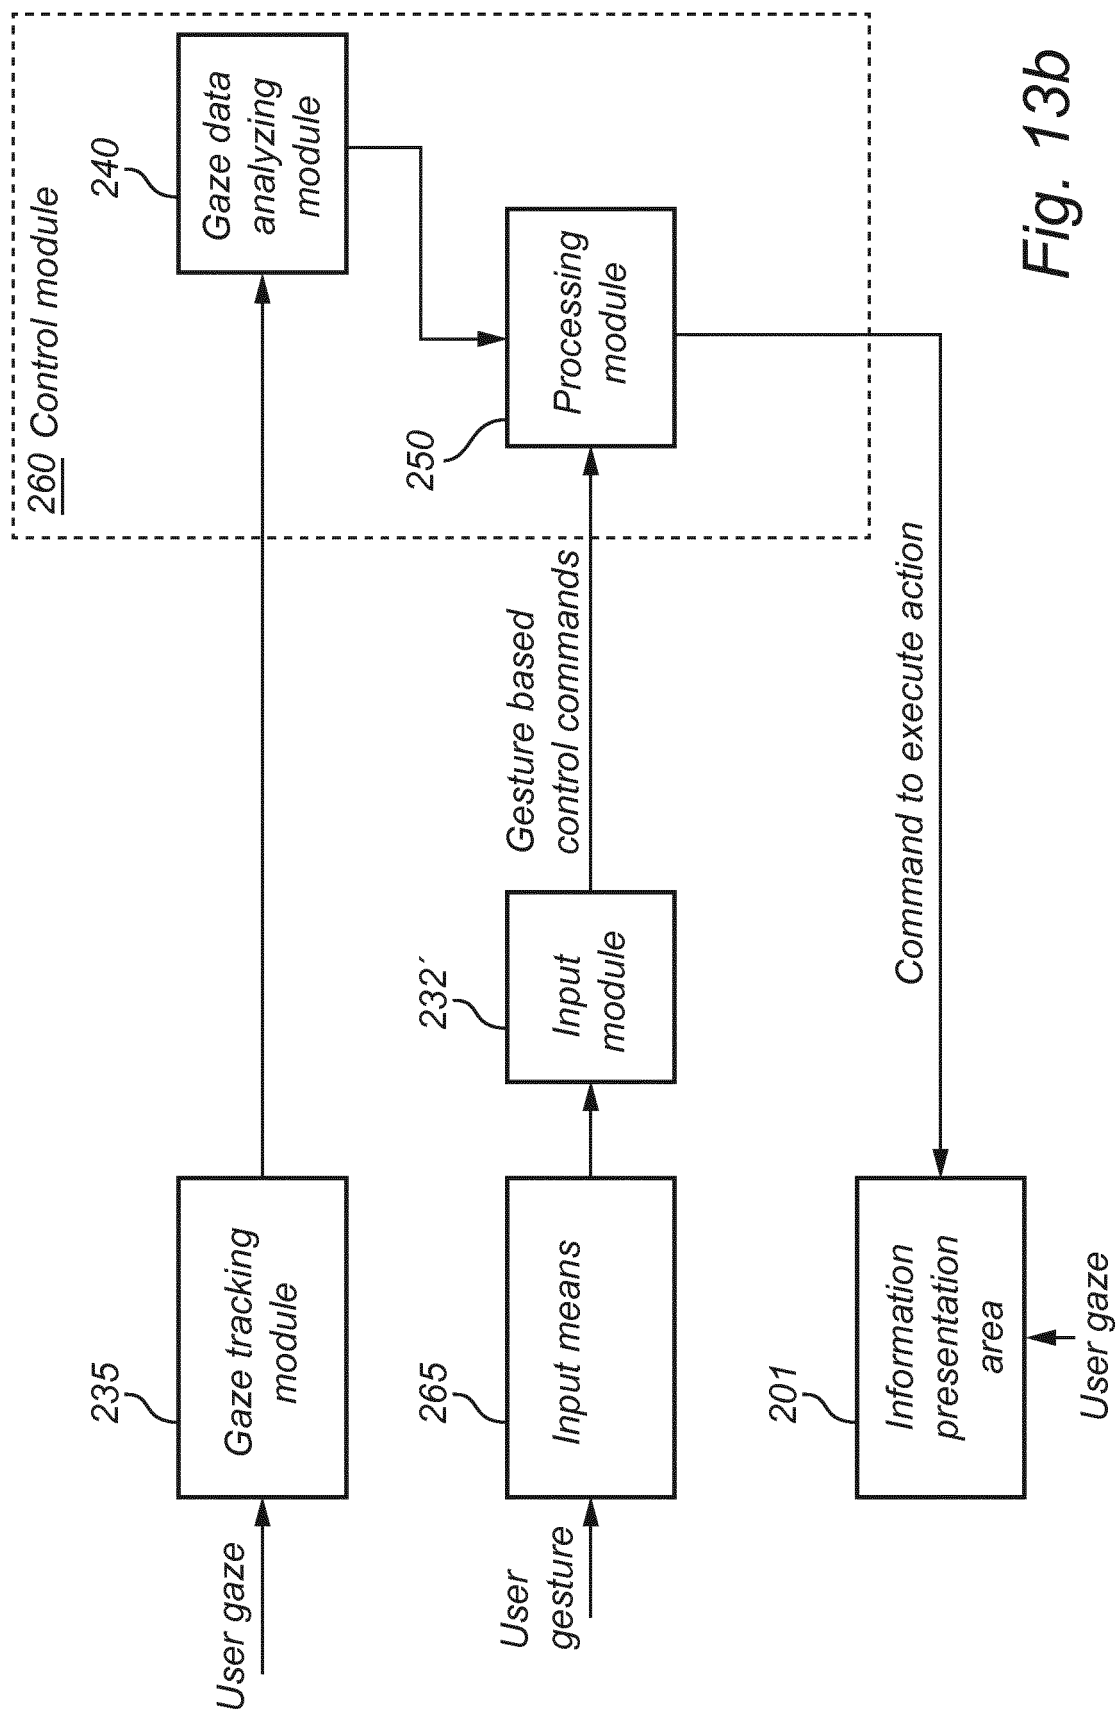 260 Control module
240
Gaze data
analyzing
module
235
Gaze tracking
module
User gaze
250
Processing
module
Gesture based
control commands
232´
Input
module
265
Input means
User
gesture
Command to execute action
201
Information
presentation
area
User gaze
Fig. 13b